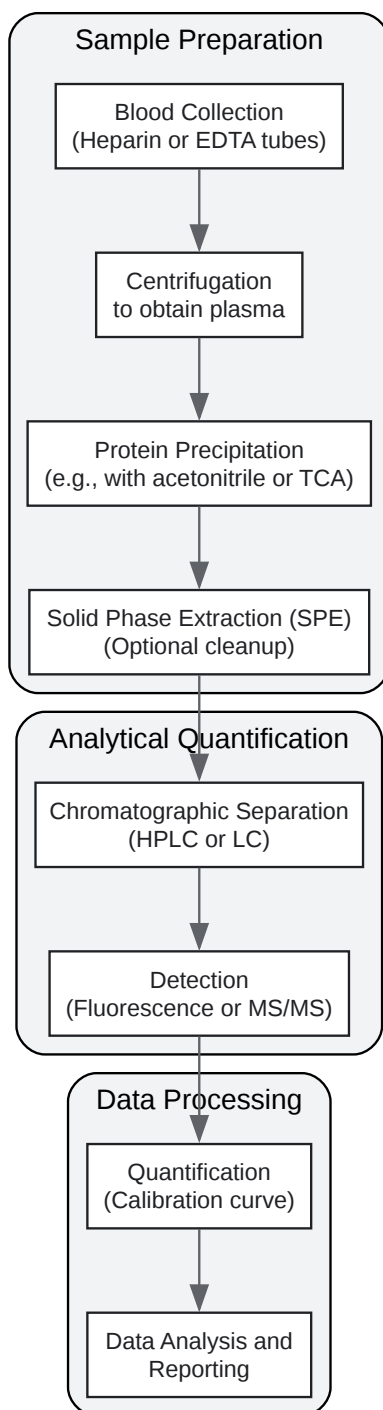 Sample Preparation
Blood Collection
(Heparin or EDTA tubes)
Centrifugation
to obtain plasma
Protein Precipitation
(e.g., with acetonitrile or TCA)
Solid Phase Extraction (SPE)
(Optional cleanup)
Analytical Quantification
Chromatographic Separation
(HPLC or LC)
Detection
(Fluorescence or MS/MS)
Data Processing
Quantification
(Calibration curve)
Data Analysis and
Reporting